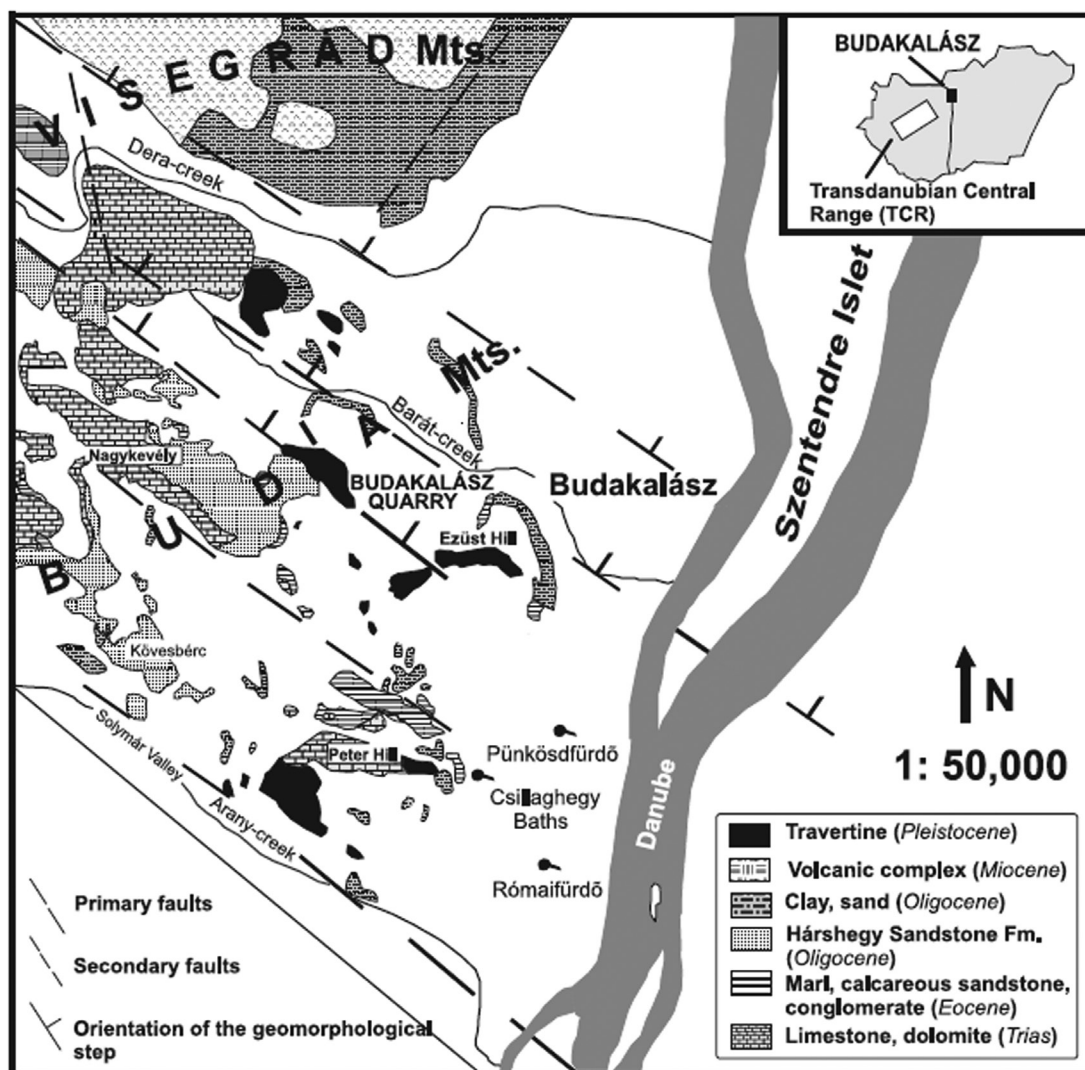 VISEGRÁD Mts.
BUDAKALÁSZ
Transdanubian Central
Range (TCR)
Dera-creek
Szentendre Islet
BUDAI Mts.
Barát-creek
Nagykevély
BUDAKALÁSZ
QUARRY
Budakalász
Ezüst Hill
Kövesbérc
Solymár Valley
Peter Hill
Pünkösdfürdõ
Csillaghegy
Baths
Arany-creek
Rómaifürdõ
Danube
N
1: 50,000
Primary faults
Secondary faults
Orientation of the geomorphological
step
Travertine (Pleistocene)
Volcanic complex (Miocene)
Clay, sand (Oligocene)
Hárshegy Sandstone Fm.
(Oligocene)
Marl, calcareous sandstone,
conglomerate (Eocene)
Limestone, dolomite (Trias)